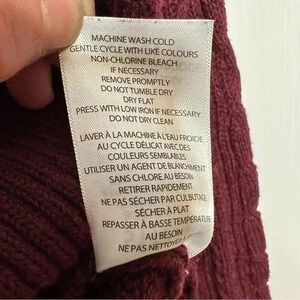 MACHINE WASH COLD
GENTLE CYCLE WITH LIKE COLOURS
NON-CHLORINE BLEACH
IF NECESSARY
REMOVE PROMPTLY
DO NOT TUMBLE DRY
DRY FLAT
PRESS WITH LOW IRON IF NECESSARY
DO NOT DRY CLEAN
LAVER À LA MACHINE À L'EAU FROIDE
AU CYCLE DÉLICAT AVEC DES
COULEURS SEMBLABLES
UTILISER UN AGENT DE BLANCHIMENT
SANS CHLORE AU BESOIN
RETIRER RAPIDEMENT
NE PAS SÉCHER PAR CULBUTAGE
SÉCHER À PLAT
REPASSER À BASSE TEMPÉRATURE
AU BESOIN
NE PAS NETTOYER À